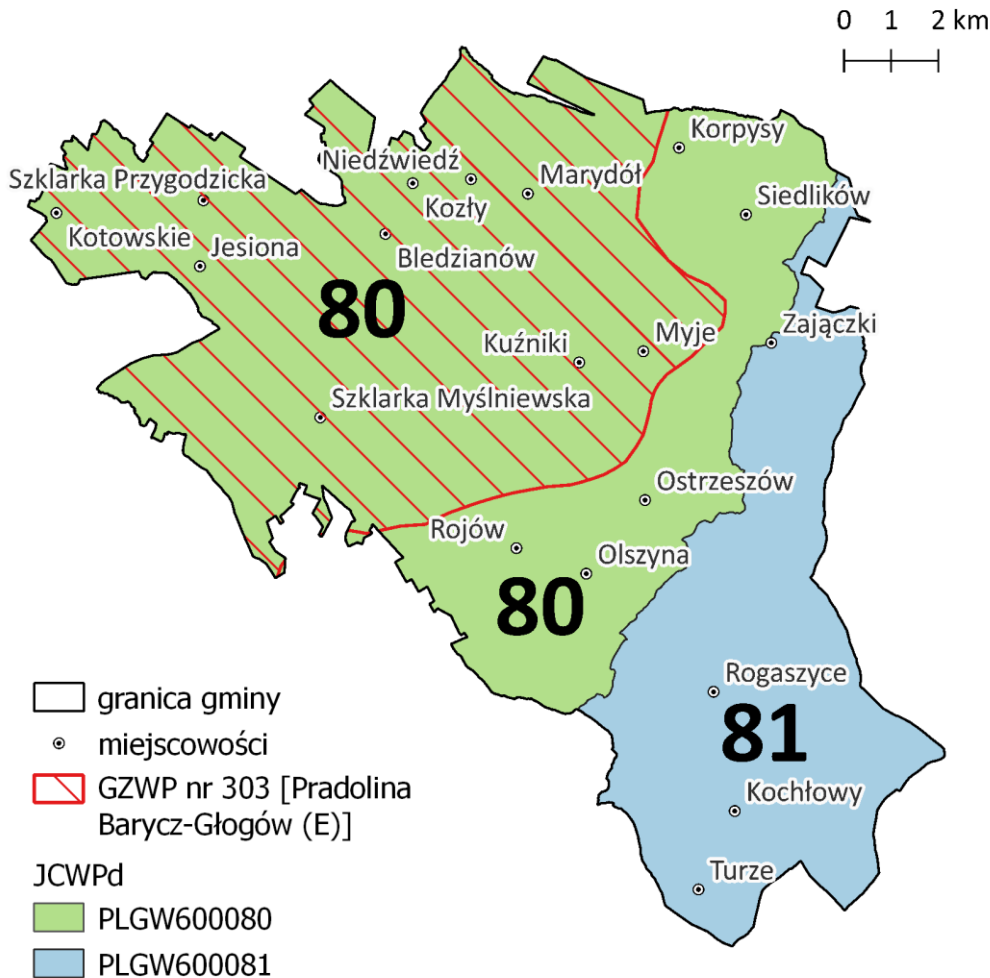 0 1 2 km
Korpysy
Niedźwiedź
Szklarka Przygodzicka
Marydół
Siedlików
Kozły
Kotowskie
Jesiona
Bledzianów
80
Zajączki
Kuźniki
Myje
Szklarka Myślniewska
Ostrzeszów
Rojów
Olszyna
80
Rogaszyce
81
Kochłowy
Turze
granica gminy
miejscowości
GZWP nr 303 [Pradolina
Barycz-Głogów (E)]
JCWPd
PLGW600080
PLGW600081